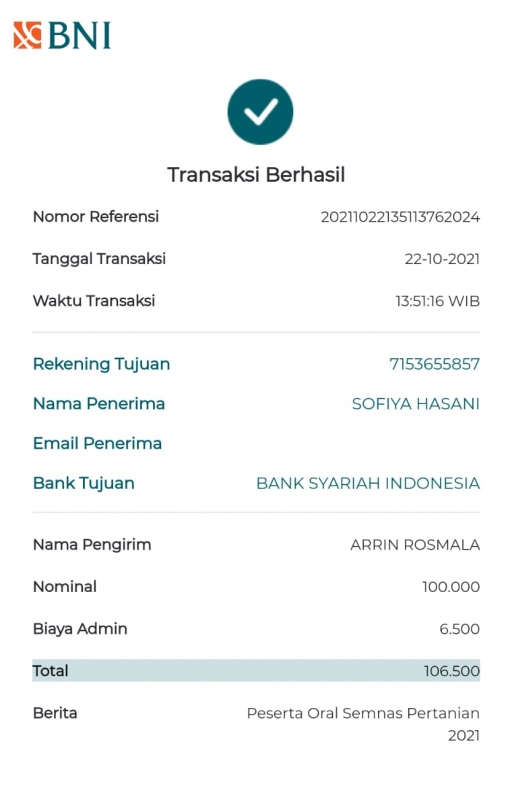 BNI
Transaksi Berhasil
Nomor Referensi 20211022135113762024
Tanggal Transaksi 22-10-2021
Waktu Transaksi 13:51:16 WIB
Rekening Tujuan 7153655857
Nama Penerima SOFIYA HASANI
Email Penerima
Bank Tujuan BANK SYARIAH INDONESIA
Nama Pengirim ARRIN ROSMALA
Nominal 100.000
Biaya Admin 6.500
Total 106.500
Berita Peserta Oral Semnas Pertanian
2021